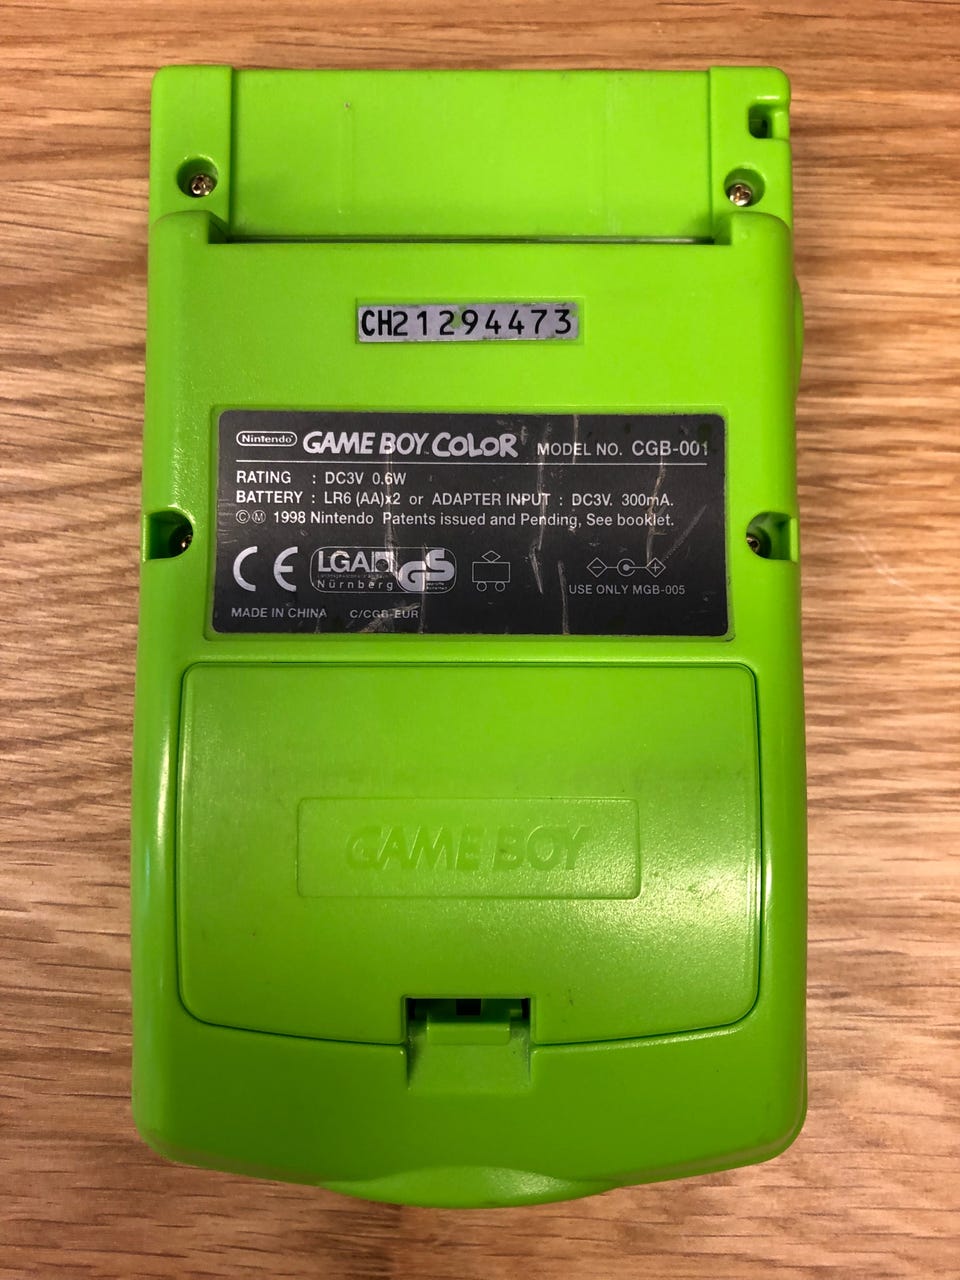 CH21294473
Nintendo GAME BOY COLOR MODEL NO. CGB-001
RATING : DC3V 0.6W
BATTERY : LR6 (AA)x2 or ADAPTER INPUT : DC3V. 300mA.
©Ⓜ 1998 Nintendo Patents issued and Pending, See booklet.
CE LGA GS
Nürnberg
USE ONLY MGB-005
MADE IN CHINA C/CGB-EUR
GAME BOY